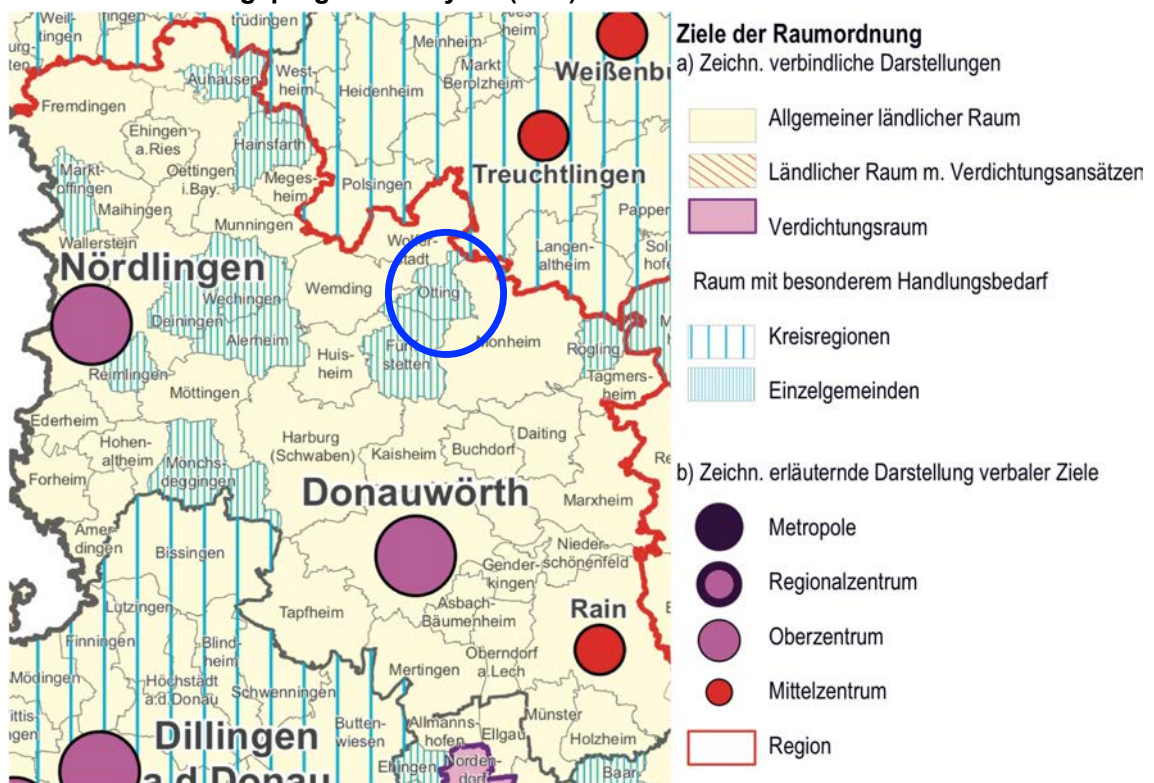 Weil-
tingen
trüdingen
Meinheim
heim
Markt
Berolzheim
Weißenbu
Auhausen
West-
heim
Heidenheim
Fremdingen
Ehingen
a.Ries
Hainsfarth
Treuchtlingen
Markt-
offingen
Oettingen
i.Bay.
Meges-
heim
Polsingen
Maihingen
Munningen
Papper
Wallerstein
Wolfer-
stadt
Langen-
altheim
Sol
hofe
Nördlingen
Wechingen
Wemding
Otting
Deiningen
Alerheim
Huis-
heim
Fün
stetten
Monheim
Rögling
Reimlingen
Möttingen
Tagmers-
heim
Ederheim
Hohen-
altheim
Harburg
(Schwaben)
Kaisheim
Buchdorf
Daiting
Forheim
Mönchs-
deggingen
Donauwörth
Marxheim
Amer-
dingen
Bissingen
Nieder-
schönenfeld
Gender-
kingen
Lutzingen
Tapfheim
Asbach-
Bäumenheim
Rain
Finningen
Blind-
heim
Mödingen
Höchstädt
a.d.Donau
Schwenningen
Mertingen
Oberndorf
a.Lech
Dillingen
a.d.Donau
Butten-
wiesen
Allmanns-
hofen
Ellgau
Münster
Holzheim
Ehingen
Norden-
dorf
Baar
Ziele der Raumordnung
a) Zeichn. verbindliche Darstellungen
Allgemeiner ländlicher Raum
Ländlicher Raum m. Verdichtungsansätzen
Verdichtungsraum
Raum mit besonderem Handlungsbedarf
Kreisregionen
Einzelgemeinden
b) Zeichn. erläuternde Darstellung verbaler Ziele
Metropole
Regionalzentrum
Oberzentrum
Mittelzentrum
Region